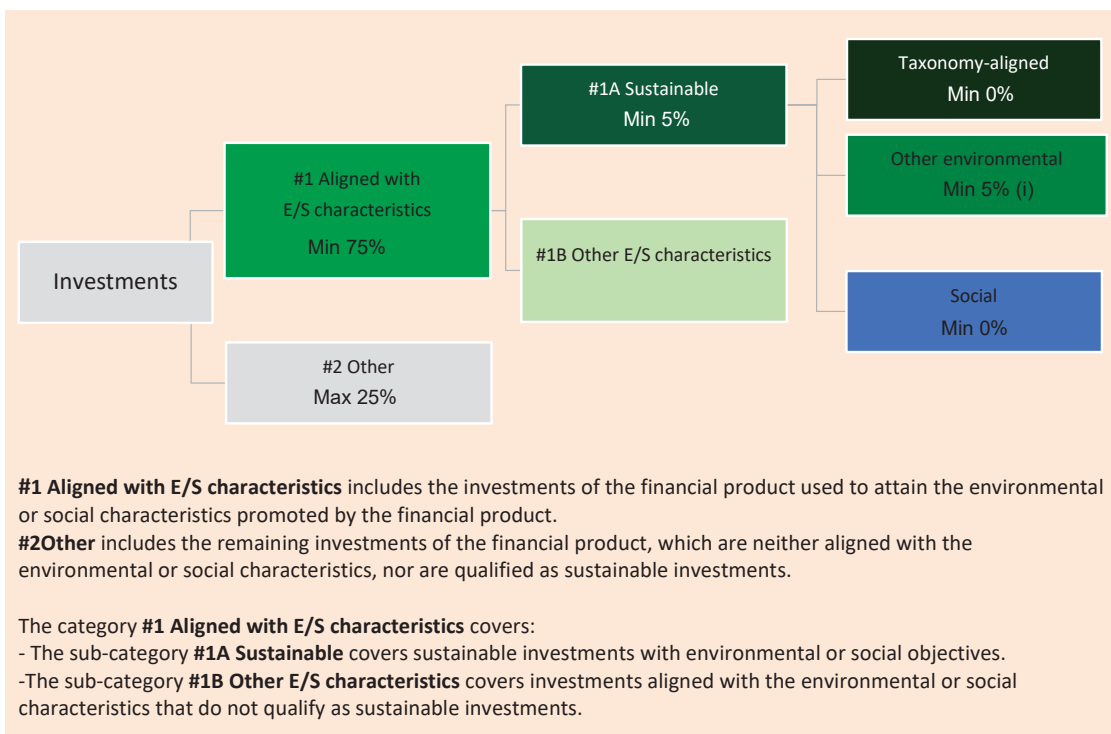 Investments
#1 Aligned with
E/S characteristics
Min 75%
#2 Other
Max 25%
#1A Sustainable
Min 5%
#1B Other E/S characteristics
Taxonomy-aligned
Min 0%
Other environmental
Min 5% (i)
Social
Min 0%
#1 Aligned with E/S characteristics includes the investments of the financial product used to attain the environmental
or social characteristics promoted by the financial product.
#2Other includes the remaining investments of the financial product, which are neither aligned with the
environmental or social characteristics, nor are qualified as sustainable investments.
The category #1 Aligned with E/S characteristics covers:
- The sub-category #1A Sustainable covers sustainable investments with environmental or social objectives.
-The sub-category #1B Other E/S characteristics covers investments aligned with the environmental or social
characteristics that do not qualify as sustainable investments.